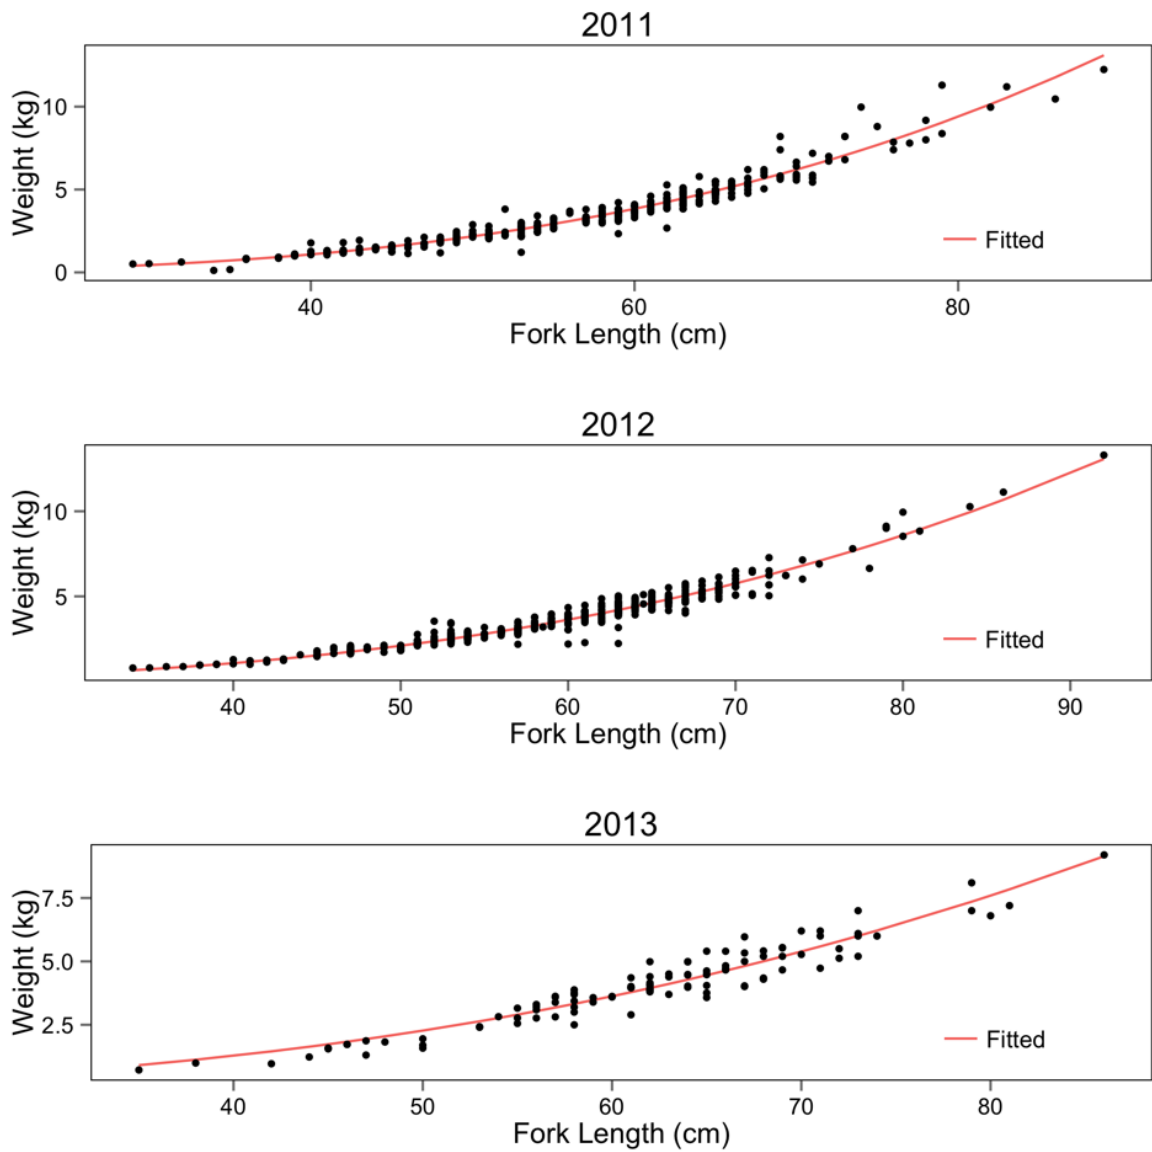 2011
Weight (kg)
10
5
0
Fitted
40 60 80
Fork Length (cm)
2012
Weight (kg)
10
5
Fitted
40 50 60 70 80 90
Fork Length (cm)
2013
Weight (kg)
7.5
5.0
2.5
Fitted
40 50 60 70 80
Fork Length (cm)